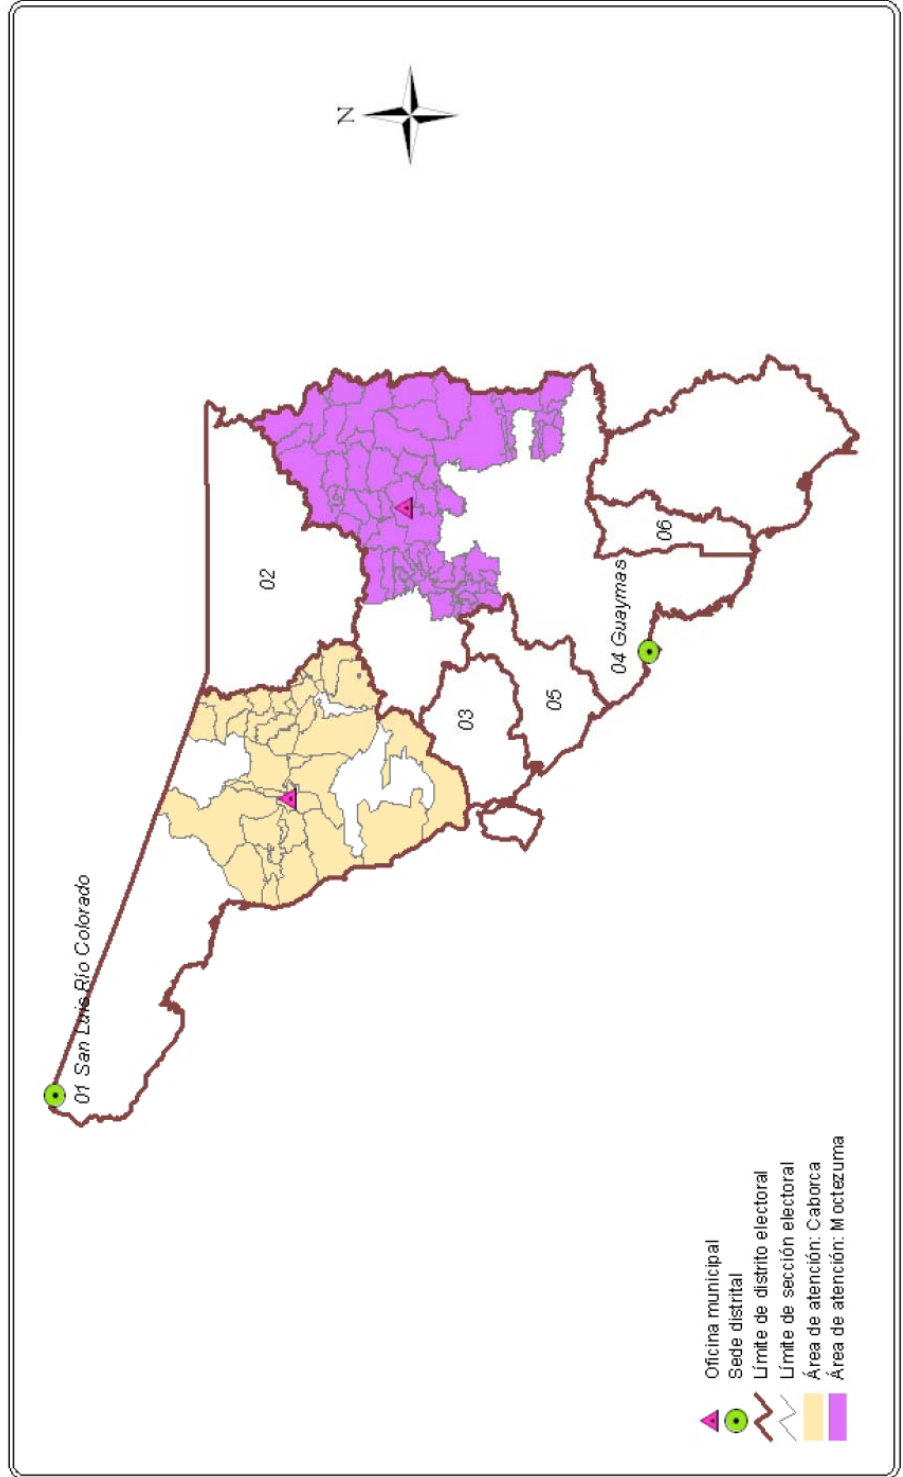 N
01 San Luis Río Colorado
02
03
04 Guaymas
05
06
Oficina municipal
Sede distrital
Límite de distrito electoral
Límite de sección electoral
Área de atención: Caborca
Área de atención: Moctezuma